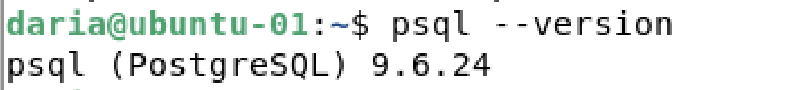 daria@ubuntu-01:~$ psql --version
psql (PostgreSQL) 9.6.24